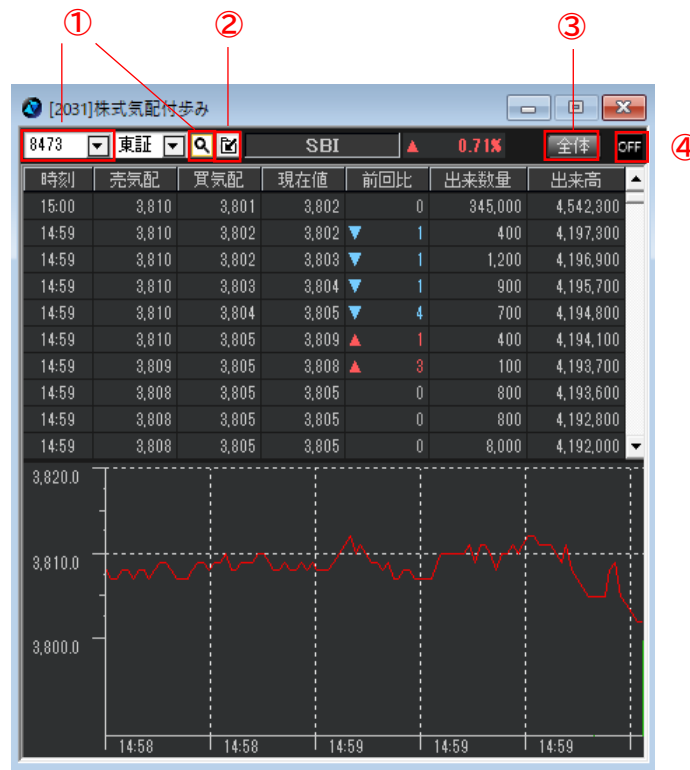 ① ② ③
[2031]株式気配付歩み
8473 東証 SBI ▲ 0.71% 全体 OFF ④
時刻 売気配 買気配 現在値 前回比 出来数量 出来高
15:00 3,810 3,801 3,802 0 345,000 4,542,300
14:59 3,810 3,802 3,802 ▼ 1 400 4,197,300
14:59 3,810 3,802 3,803 ▼ 1 1,200 4,196,900
14:59 3,810 3,803 3,804 ▼ 1 900 4,195,700
14:59 3,810 3,804 3,805 ▼ 4 700 4,194,800
14:59 3,810 3,805 3,809 ▲ 1 400 4,194,100
14:59 3,809 3,805 3,808 ▲ 3 100 4,193,700
14:59 3,808 3,805 3,805 0 800 4,193,600
14:59 3,808 3,805 3,805 0 800 4,192,800
14:59 3,808 3,805 3,805 0 8,000 4,192,000
3,820.0
3,810.0
3,800.0
14:58 14:58 14:59 14:59 14:59